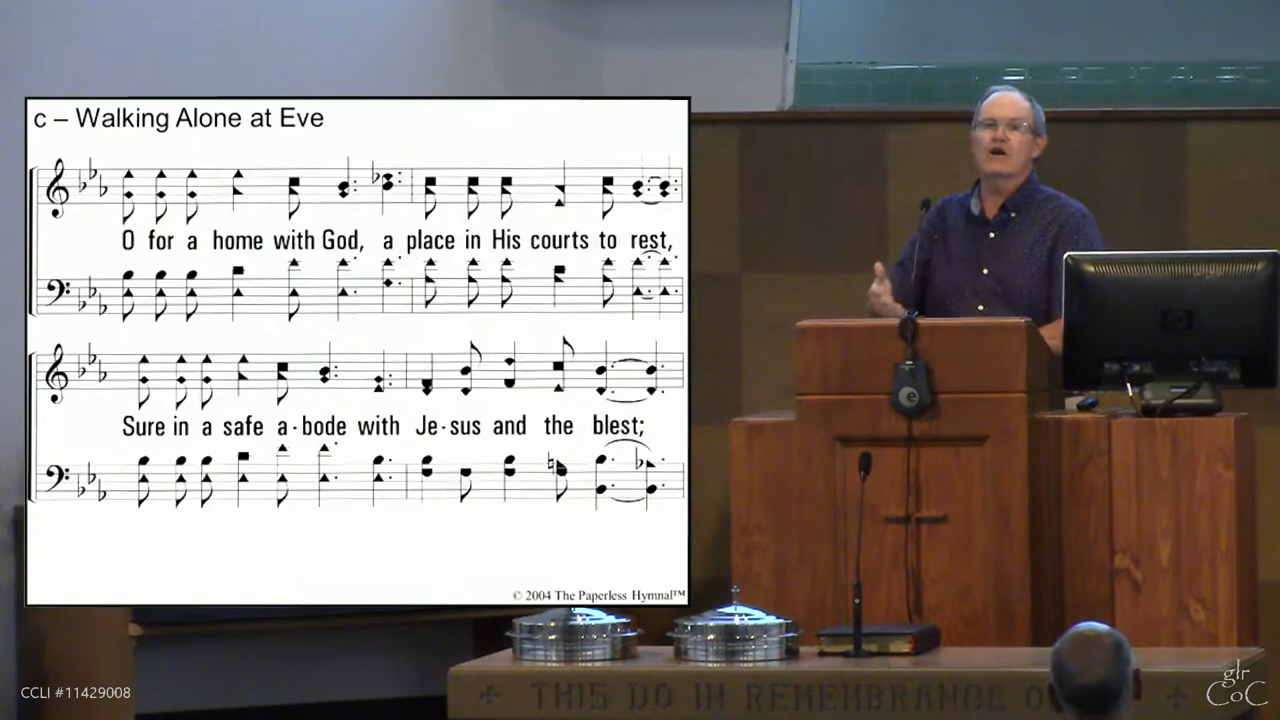 c – Walking Alone at Eve
O for a home with God, a place in His courts to rest,
Sure in a safe a-bode with Je-sus and the blest;
© 2004 The Paperless Hymnal™
hp
e
THIS DO IN REMEMBRANCE O
CCLI #11429008
glr
CoC